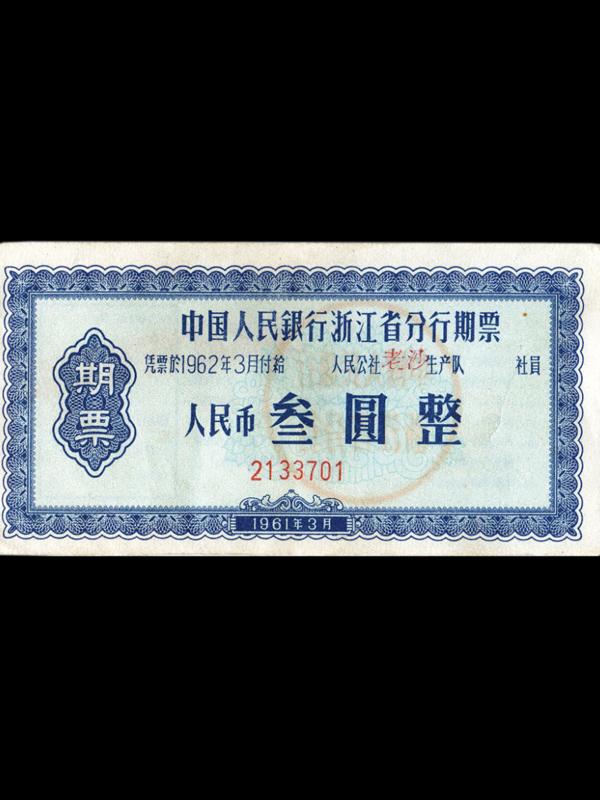 中国人民銀行浙江省分行期票
凭票於1962年3月付給 人民公社老沙生产队 社員
期票
人民币 叁圓整
2133701
1961年3月